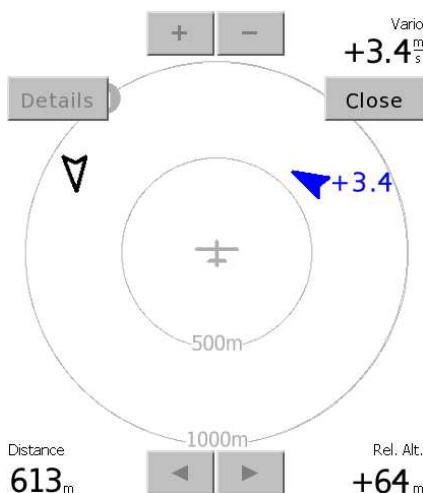 + −
Vario
+3.4 m/s
Details
Close
+3.4
500m
1000m
Distance
613m
Rel. Alt.
+64m